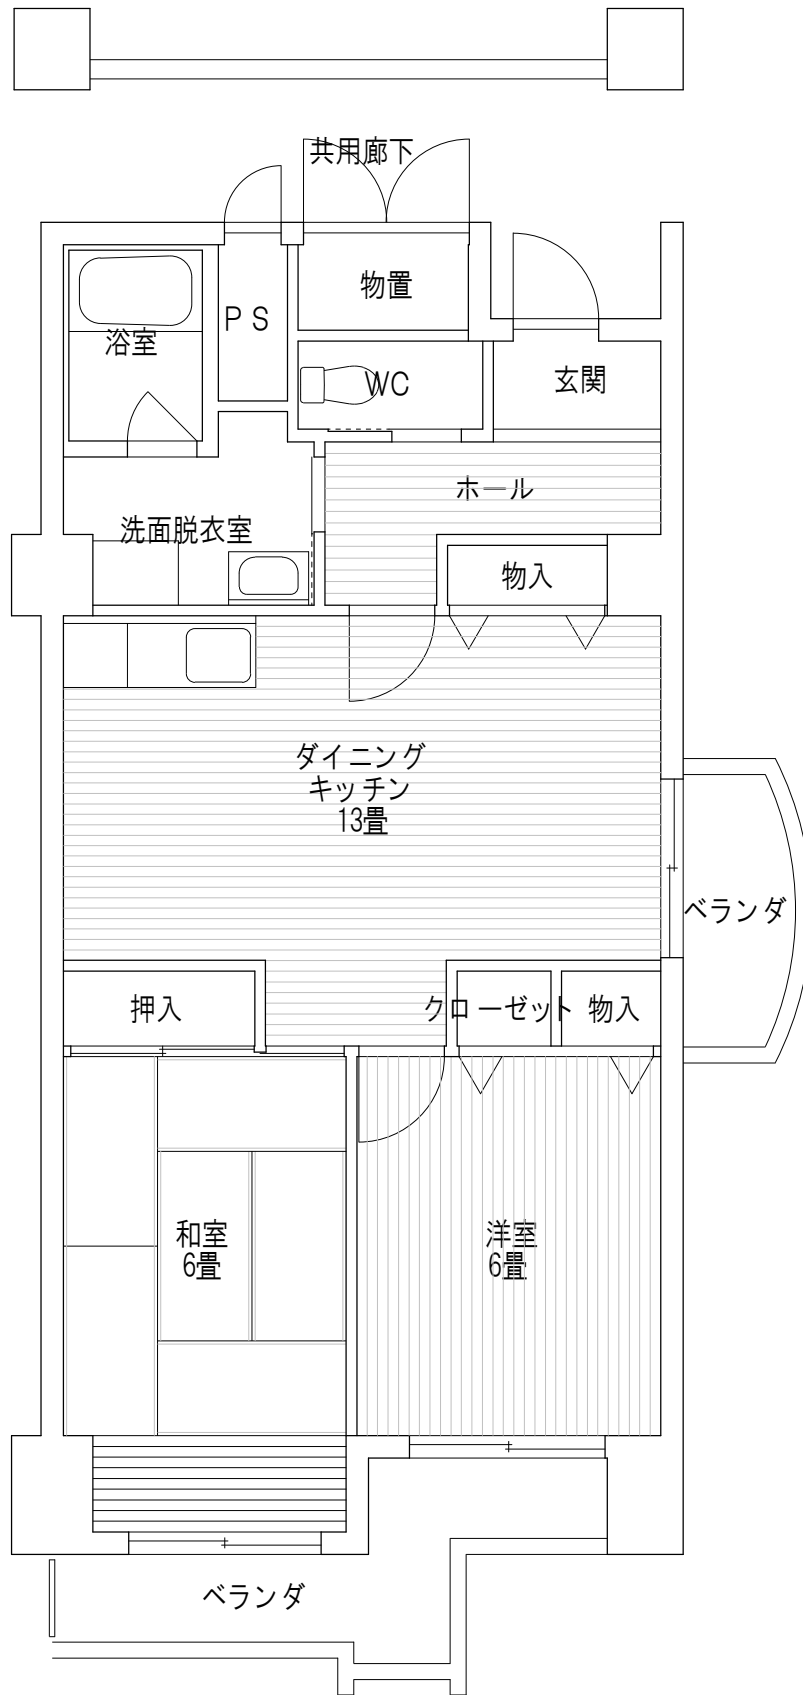 共用廊下
物置
PS
浴室
WC
玄関
ホール
洗面脱衣室
物入
ダイニング
キッチン
13畳
ベランダ
押入
クローゼット
物入
和室
6畳
洋室
6畳
ベランダ